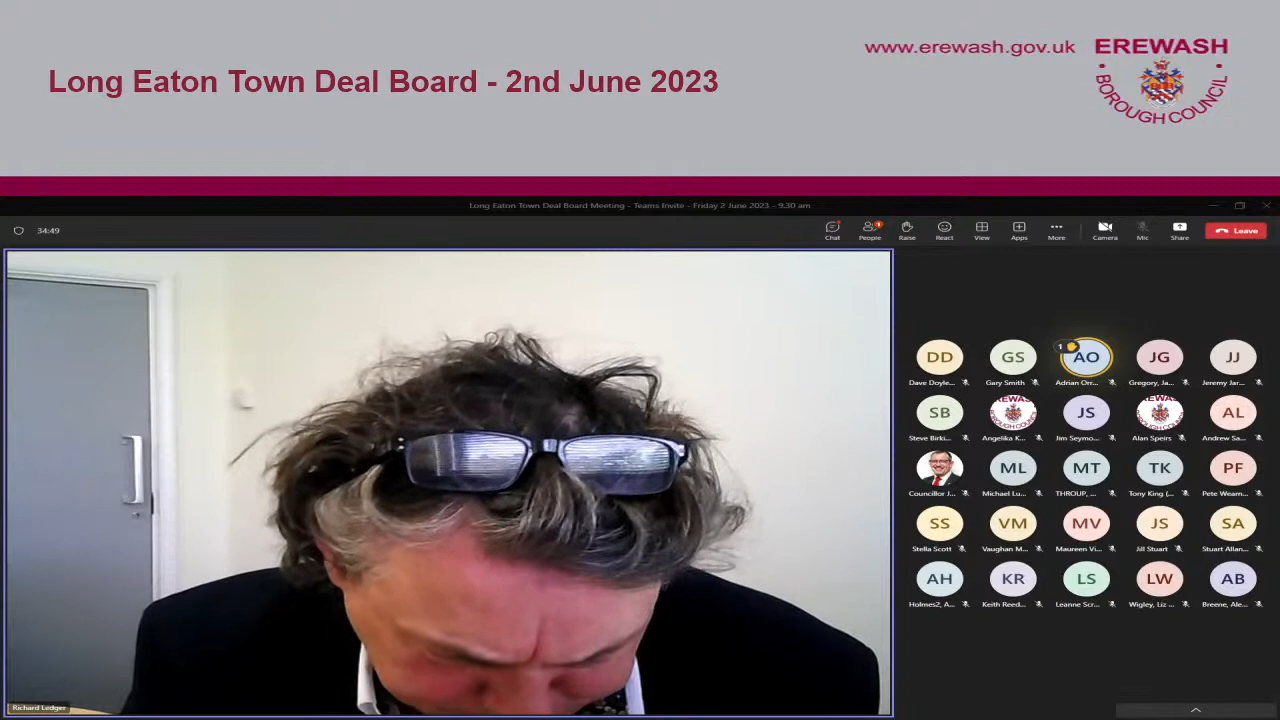 www.erewash.gov.uk
EREWASH
BOROUGH COUNCIL
Long Eaton Town Deal Board - 2nd June 2023
Long Eaton Town Deal Board Meeting - Teams Invite - Friday 2 June 2023 - 9.30 am
34:49
Chat
People
1
Raise
React
View
Apps
More
Camera
Mic
Share
Leave
DD
GS
1
AO
JG
JJ
Dave Doyle...
Gary Smith
Adrian Orr...
Gregory, Ja...
Jeremy Jar...
SB
JS
AL
Steve Birki...
Angelika K...
Jim Seymo...
Alan Speirs
Andrew Sa...
ML
MT
TK
PF
Councillor J...
Michael Lu...
THROUP, ...
Tony King (...
Pete Wearn...
SS
VM
MV
JS
SA
Stella Scott
Vaughan M...
Maureen Vi...
Jill Stuart
Stuart Allan...
AH
KR
LS
LW
AB
Holmes2, A...
Keith Reed...
Leanne Scr...
Wigley, Liz ...
Breene, Ale...
Richard Ledger